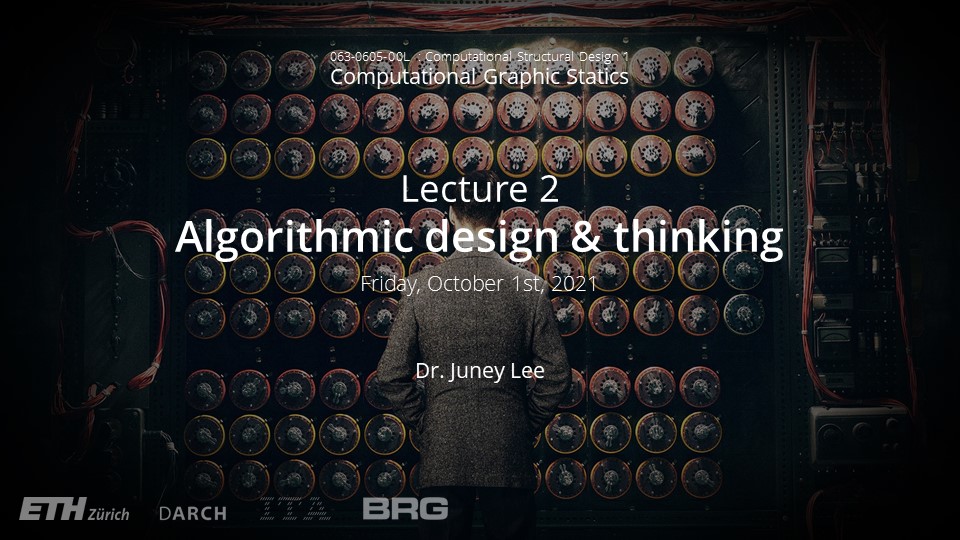 063-0605-00L . Computational Structural Design 1
Computational Graphic Statics
Lecture 2
Algorithmic design & thinking
Friday, October 1st, 2021
Dr. Juney Lee
ETH Zürich DARCH ITA BRG